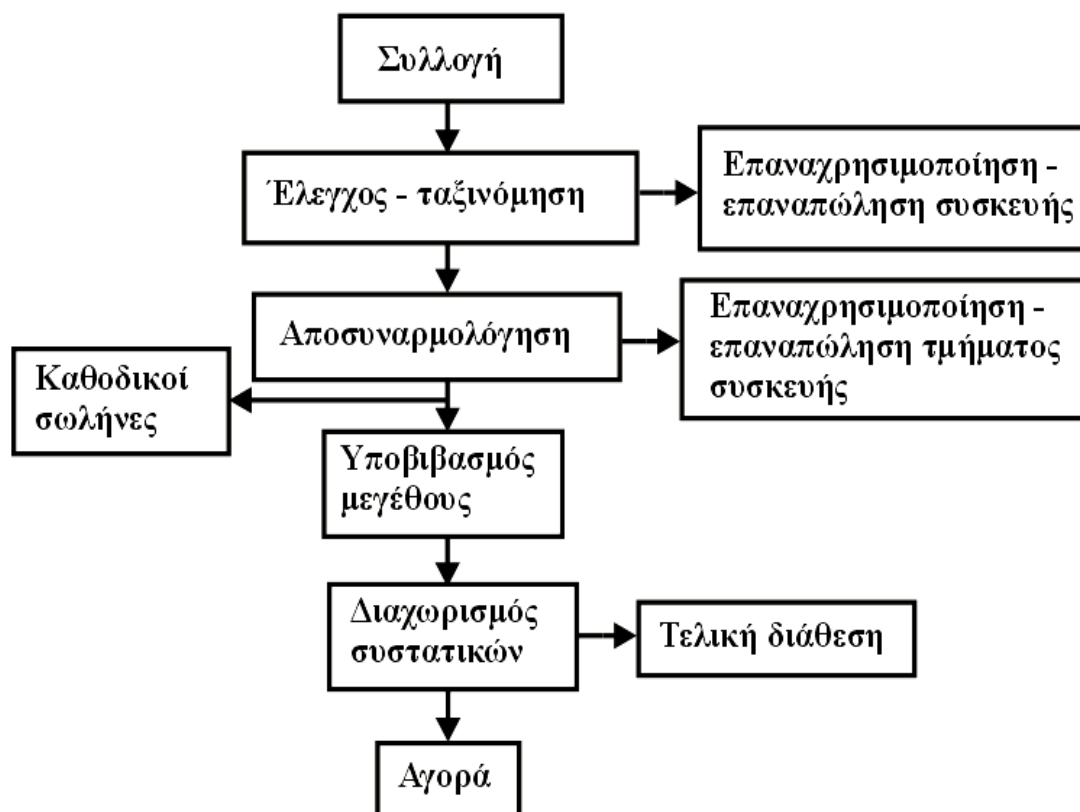 Συλλογή
Έλεγχος - ταξινόμηση
Επαναχρησιμοποίηση -
επαναπώληση συσκευής
Αποσυναρμολόγηση
Επαναχρησιμοποίηση -
επαναπώληση τμήματος
συσκευής
Καθοδικοί
σωλήνες
Υποβιβασμός
μεγέθους
Διαχωρισμός
συστατικών
Τελική διάθεση
Αγορά